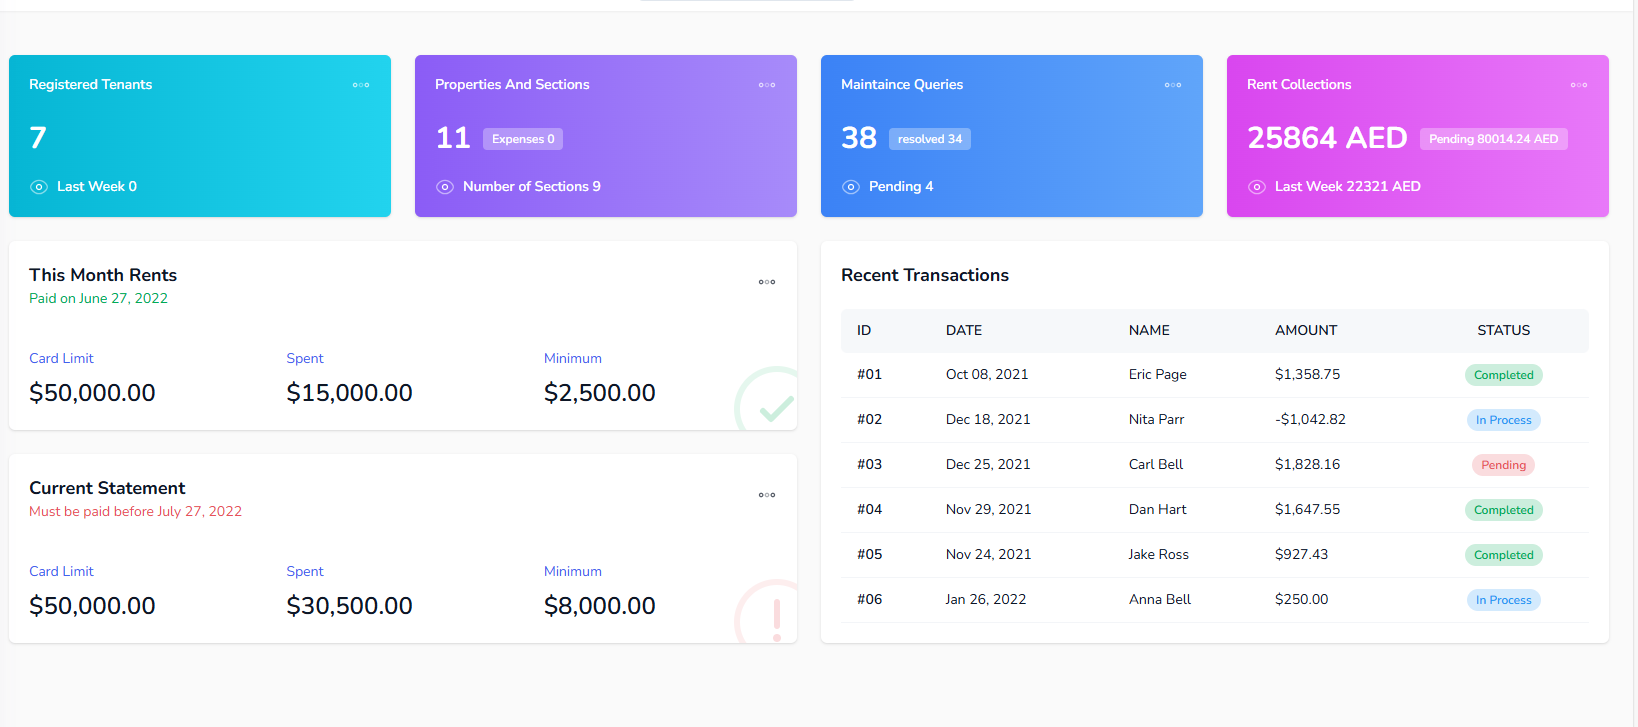 Registered Tenants
7
Last Week 0
Properties And Sections
11 Expenses 0
Number of Sections 9
Maintaince Queries
38 resolved 34
Pending 4
Rent Collections
25864 AED Pending 80014.24 AED
Last Week 22321 AED
This Month Rents
Paid on June 27, 2022
Card Limit Spent Minimum
$50,000.00 $15,000.00 $2,500.00
Current Statement
Must be paid before July 27, 2022
Card Limit Spent Minimum
$50,000.00 $30,500.00 $8,000.00
Recent Transactions
ID DATE NAME AMOUNT STATUS
#01 Oct 08, 2021 Eric Page $1,358.75 Completed
#02 Dec 18, 2021 Nita Parr -$1,042.82 In Process
#03 Dec 25, 2021 Carl Bell $1,828.16 Pending
#04 Nov 29, 2021 Dan Hart $1,647.55 Completed
#05 Nov 24, 2021 Jake Ross $927.43 Completed
#06 Jan 26, 2022 Anna Bell $250.00 In Process